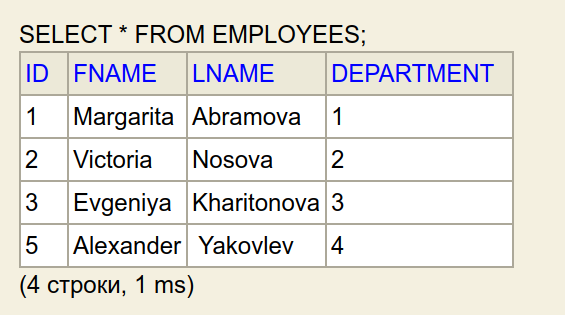 SELECT * FROM EMPLOYEES;
ID FNAME LNAME DEPARTMENT
1 Margarita Abramova 1
2 Victoria Nosova 2
3 Evgeniya Kharitonova 3
5 Alexander Yakovlev 4
(4 строки, 1 ms)